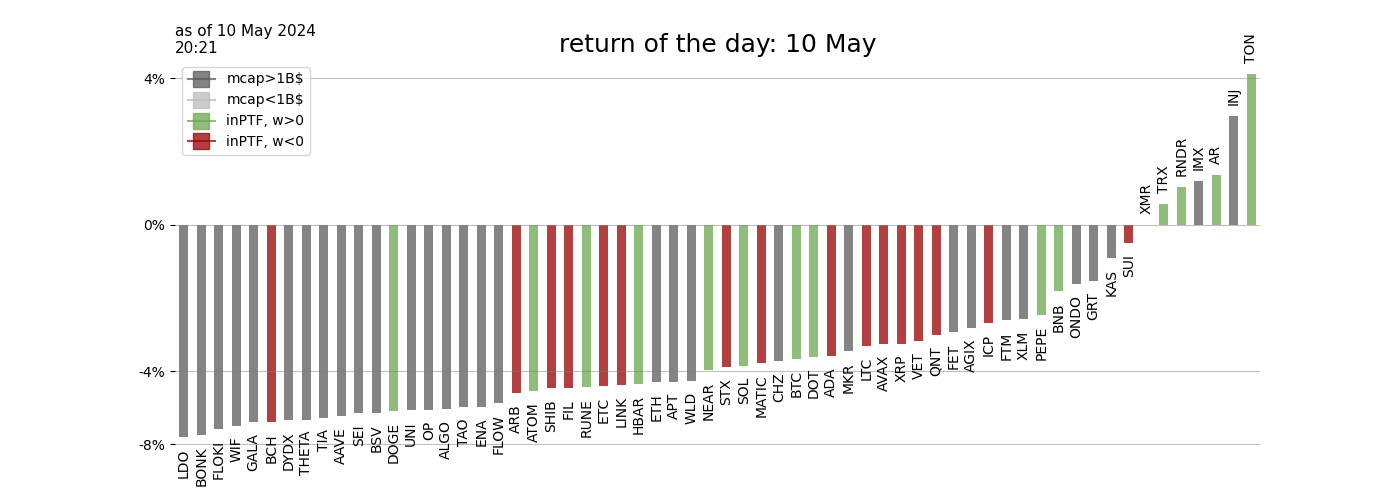 as of 10 May 2024
20:21
return of the day: 10 May
mcap>1B$
mcap<1B$
inPTF, w>0
inPTF, w<0
4%
0%
-4%
-8%
LDO
BONK
FLOKI
WIF
GALA
BCH
DYDX
THETA
TIA
AAVE
SEI
BSV
DOGE
UNI
OP
ALGO
TAO
ENA
FLOW
ARB
ATOM
SHIB
FIL
RUNE
ETC
LINK
HBAR
ETH
APT
WLD
NEAR
STX
SOL
MATIC
CHZ
BTC
DOT
ADA
MKR
LTC
AVAX
XRP
VET
QNT
FET
AGIX
ICP
FTM
XLM
PEPE
BNB
ONDO
GRT
KAS
SUI
XMR
TRX
RNDR
IMX
AR
INJ
TON